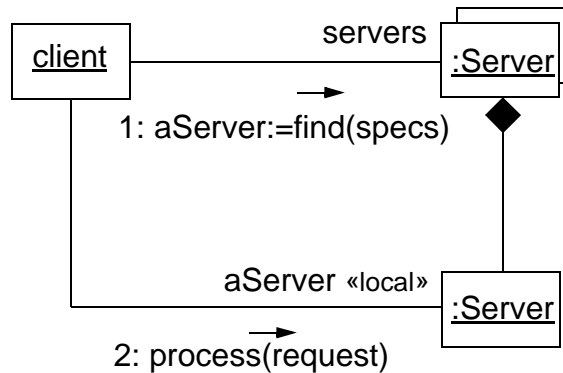 servers
client
:Server
1: aServer:=find(specs)
aServer «local»
:Server
2: process(request)